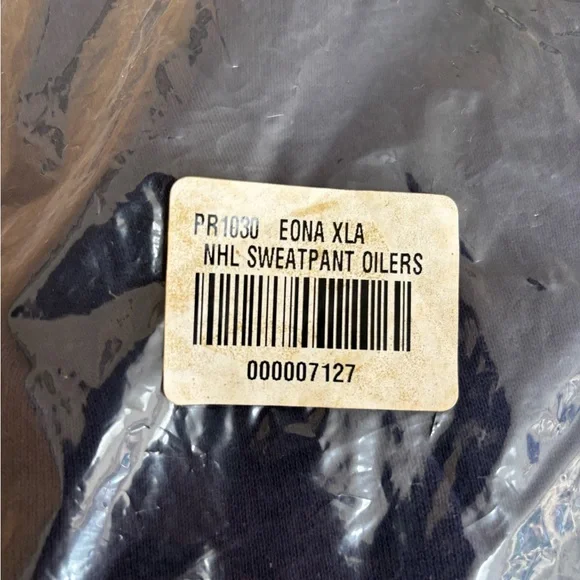 PR1030 EONA XLA
NHL SWEATPANT OILERS
000007127